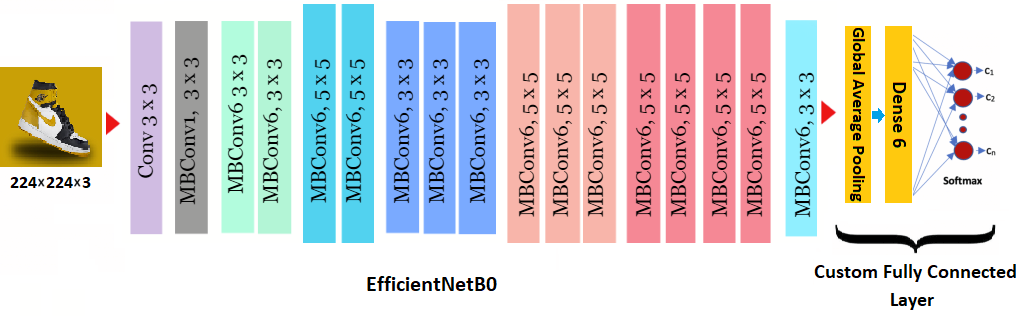 224×224×3
Conv 3 x 3
MBConv1, 3 x 3
MBConv6 3 x 3
MBConv6, 3 x 3
MBConv6, 5 x 5
MBConv6, 5 x 5
MBConv6, 3 x 3
MBConv6, 3 x 3
MBConv6, 3 x 3
MBConv6, 5 x 5
MBConv6, 5 x 5
MBConv6, 5 x 5
MBConv6, 5 x 5
MBConv6, 5 x 5
MBConv6, 5 x 5
MBConv6, 5 x 5
MBConv6, 3 x 3
Global Average Pooling
Dense 6
C1
C2
Cn
Softmax
EfficientNetB0
Custom Fully Connected
Layer